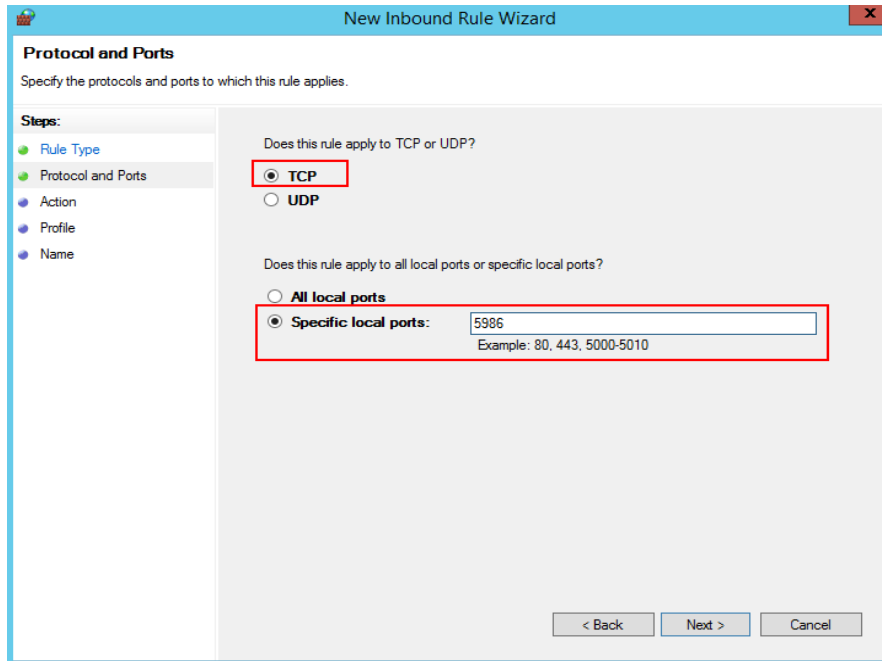 New Inbound Rule Wizard
x
Protocol and Ports
Specify the protocols and ports to which this rule applies.
Steps:
Rule Type
Protocol and Ports
Action
Profile
Name
Does this rule apply to TCP or UDP?
TCP
UDP
Does this rule apply to all local ports or specific local ports?
All local ports
Specific local ports: 5986
Example: 80, 443, 5000-5010
< Back Next > Cancel